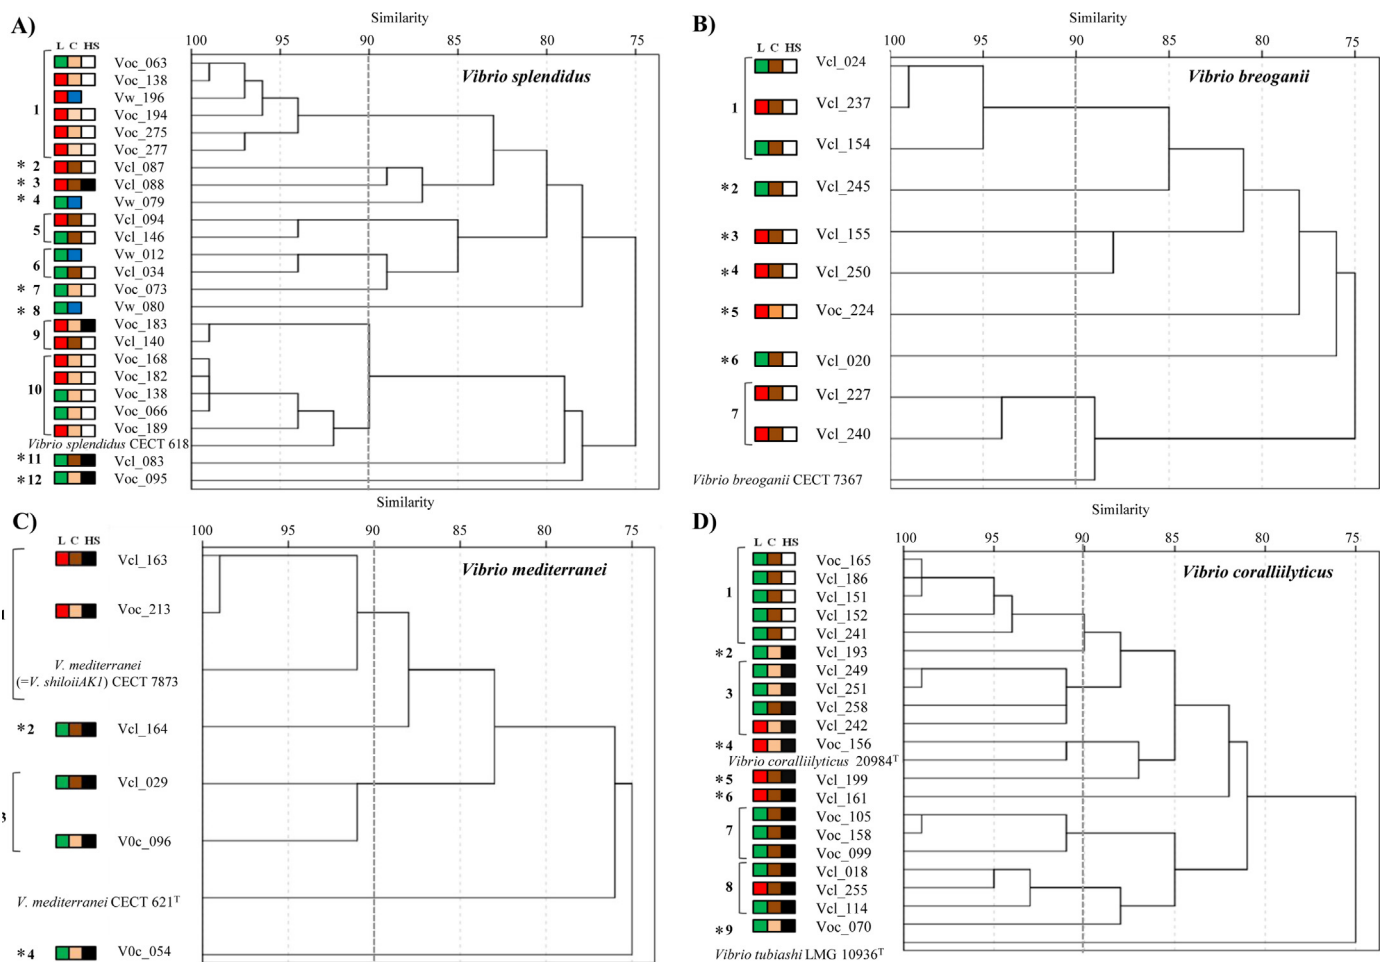 A)
Similarity
100 95 90 85 80 75
L C HS
Vibrio splendidus
1
Voc_063
Voc_138
Vw_196
Voc_194
Voc_275
Voc_277
*2 Vcl_087
*3 Vcl_088
*4 Vw_079
5
Vcl_094
Vcl_146
6
Vw_012
Vcl_034
*7 Voc_073
*8 Vw_080
9
Voc_183
Vcl_140
10
Voc_168
Voc_182
Voc_138
Voc_066
Voc_189
Vibrio splendidus CECT 618
*11 Vcl_083
*12 Voc_095
B)
Similarity
100 95 90 85 80 75
L C HS
Vibrio breoganii
1
Vcl_024
Vcl_237
Vcl_154
*2 Vcl_245
*3 Vcl_155
*4 Vcl_250
*5 Voc_224
*6 Vcl_020
7
Vcl_227
Vcl_240
Vibrio breoganii CECT 7367
C)
Similarity
100 95 90 85 80 75
L C HS
Vibrio mediterranei
Vcl_163
Voc_213
V. mediterranei
(=V. shiloiiAK1) CECT 7873
*2 Vcl_164
3
Vcl_029
V0c_096
V. mediterranei CECT 621T
*4 V0c_054
D)
Similarity
100 95 90 85 80 75
L C HS
Vibrio coralliilyticus
1
Voc_165
Vcl_186
Vcl_151
Vcl_152
Vcl_241
*2 Vcl_193
3
Vcl_249
Vcl_251
Vcl_258
Vcl_242
*4 Voc_156
Vibrio coralliilyticus 20984T
*5 Vcl_199
*6 Vcl_161
7
Voc_105
Voc_158
Voc_099
8
Vcl_018
Vcl_255
Vcl_114
*9 Voc_070
Vibrio tubiashi LMG 10936T